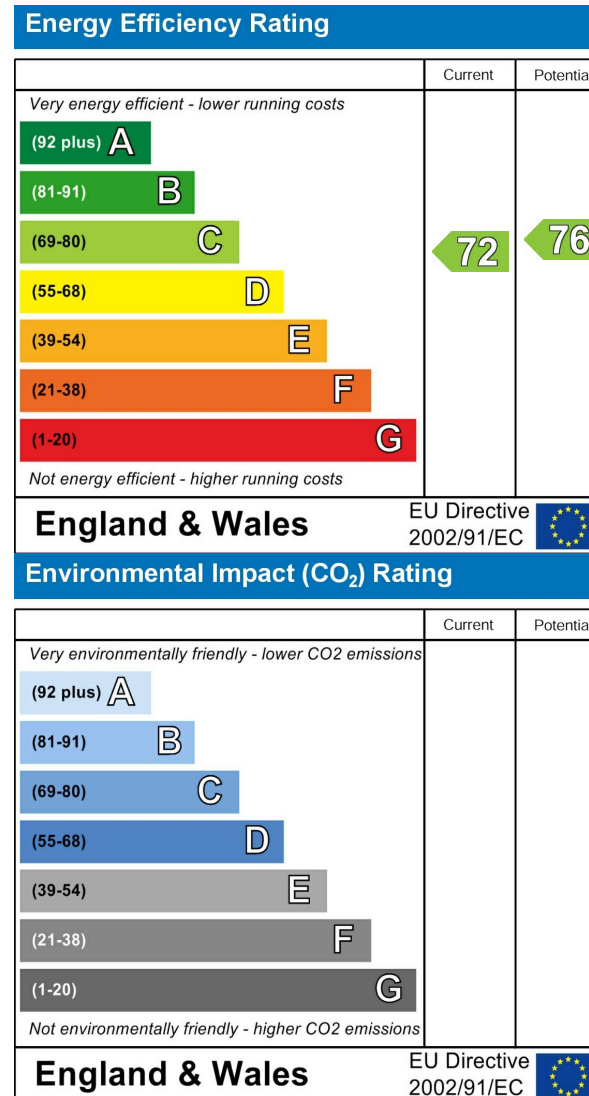 Energy Efficiency Rating
Current Potentia
Very energy efficient - lower running costs
(92 plus) A
(81-91) B
(69-80) C
72 76
(55-68) D
(39-54) E
(21-38) F
(1-20) G
Not energy efficient - higher running costs
England & Wales
EU Directive
2002/91/EC
Environmental Impact (CO₂) Rating
Current Potentia
Very environmentally friendly - lower CO2 emissions
(92 plus) A
(81-91) B
(69-80) C
(55-68) D
(39-54) E
(21-38) F
(1-20) G
Not environmentally friendly - higher CO2 emissions
England & Wales
EU Directive
2002/91/EC